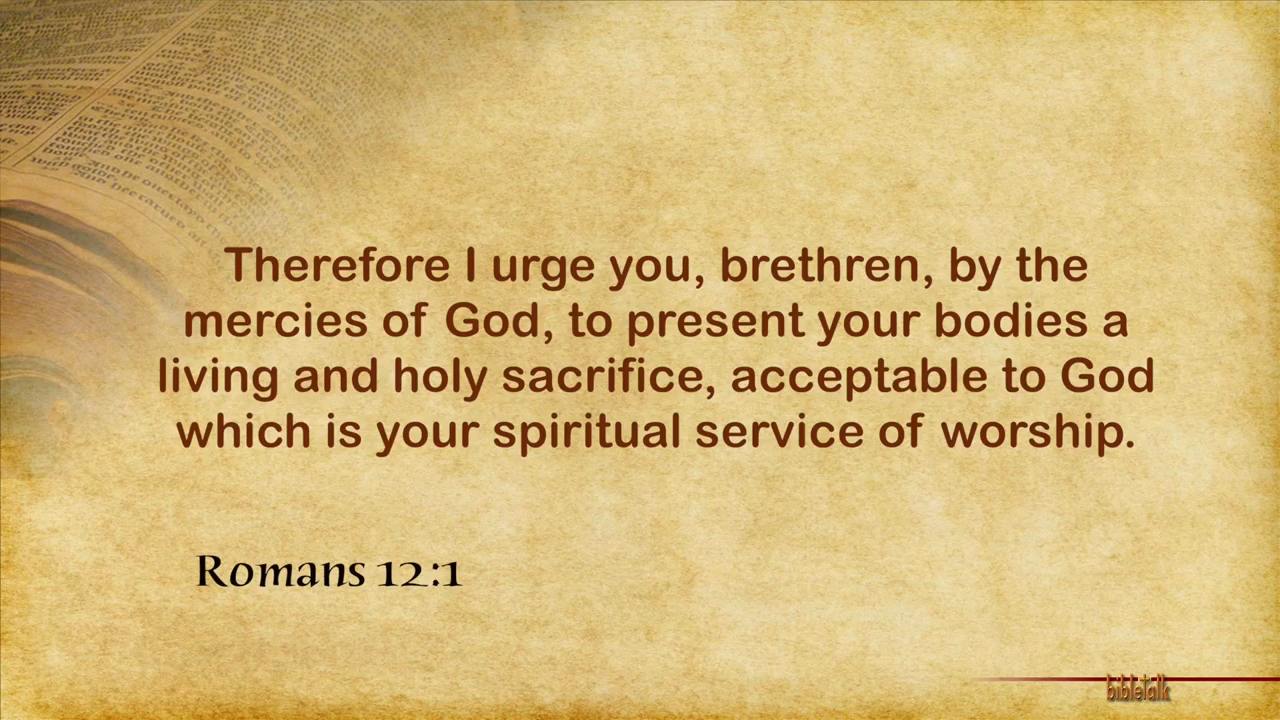 Therefore I urge you, brethren, by the
mercies of God, to present your bodies a
living and holy sacrifice, acceptable to God
which is your spiritual service of worship.
Romans 12:1
bibletalk